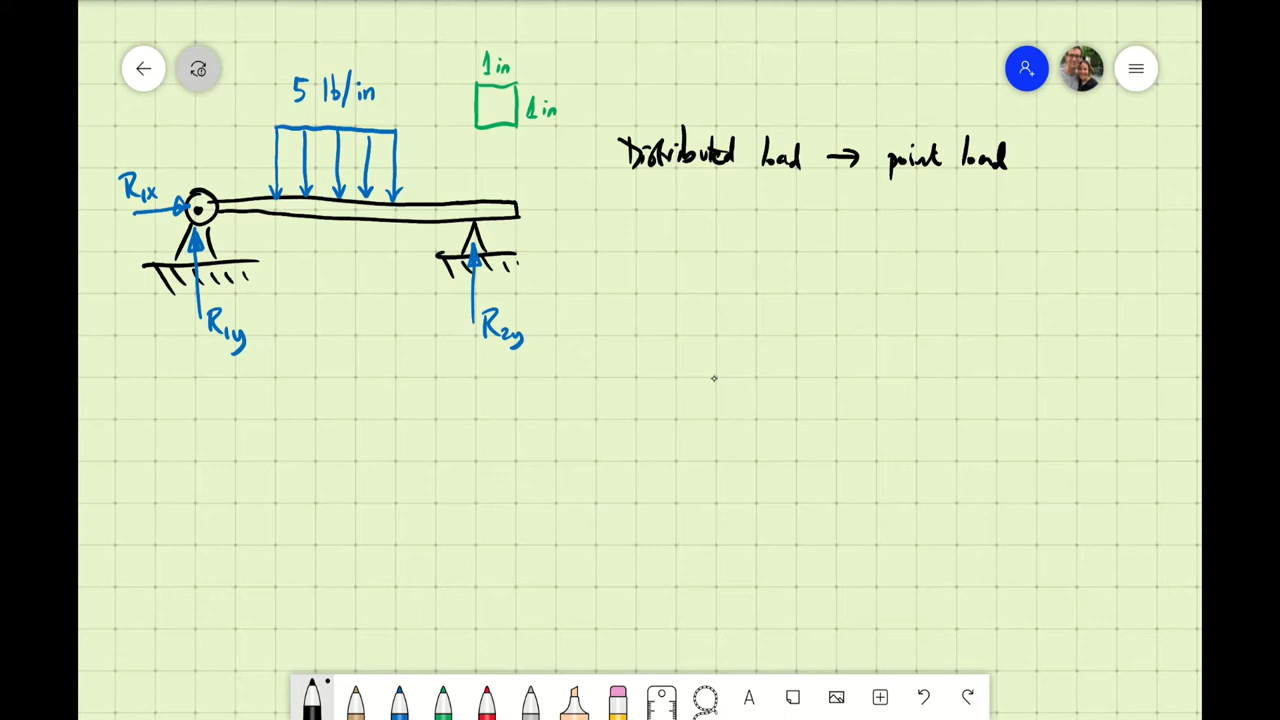 1 in
5 lb/in
1 in
Distributed load → point load
R1x
R1y
R2y
A